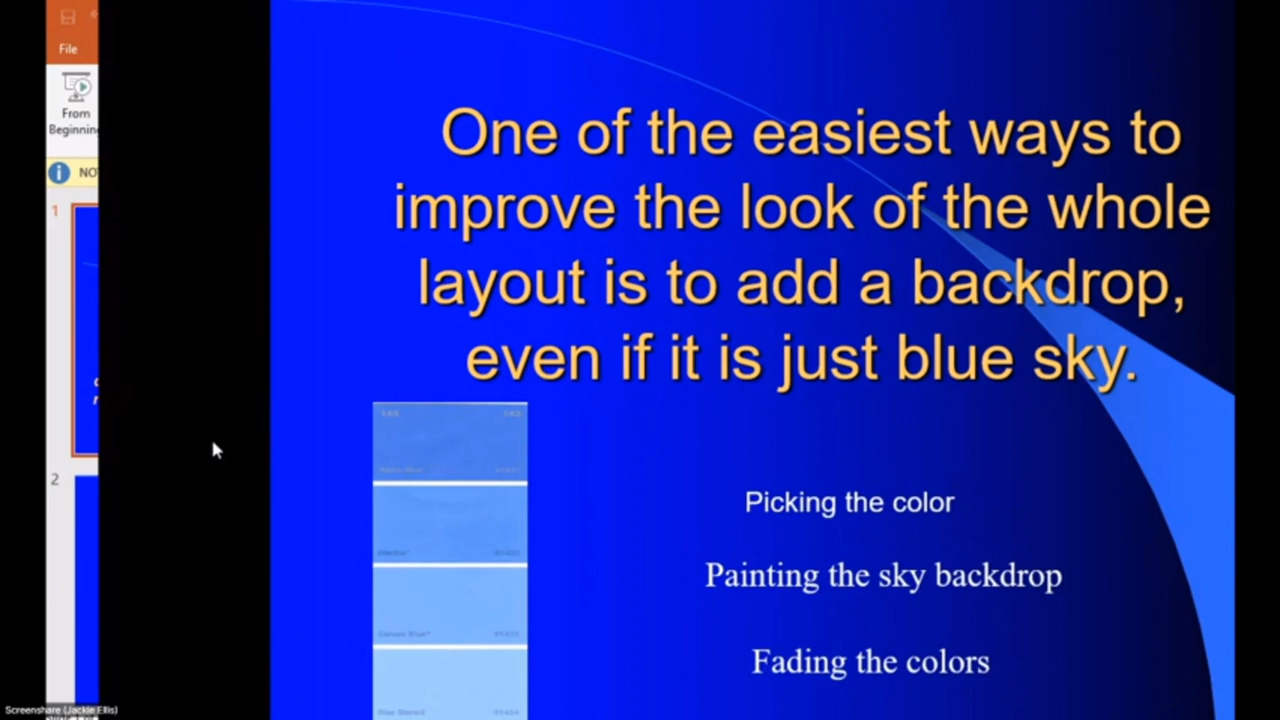 File
From
Beginning
NO
1
2
One of the easiest ways to
improve the look of the whole
layout is to add a backdrop,
even if it is just blue sky.
Picking the color
Painting the sky backdrop
Fading the colors
Screenshare (Jackie Ellis)